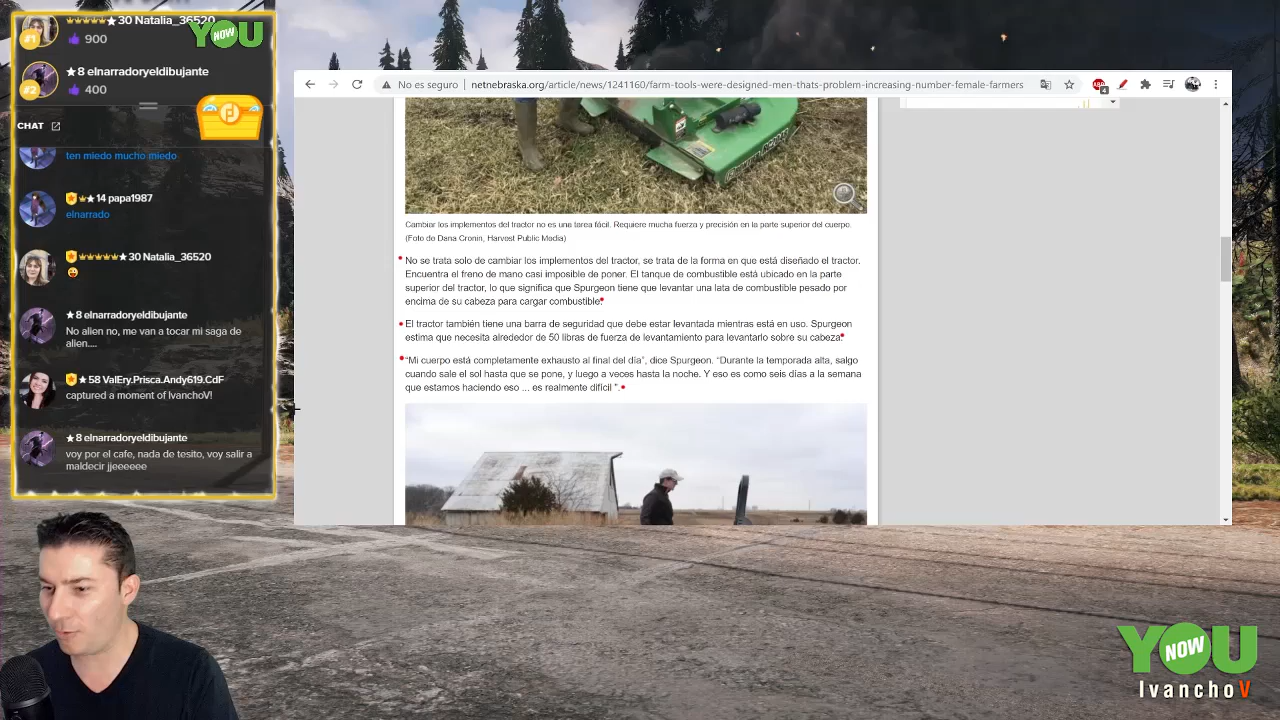 #1
30 Natalia_36520
900
YOU
NOW
#2
8 elnarradoryeldibujante
400
CHAT
ten miedo mucho miedo
14 papa1987
elnarrado
30 Natalia_36520
8 elnarradoryeldibujante
No alien no, me van a tocar mi saga de
alien....
58 ValEry.Prisca.Andy619.CdF
captured a moment of IvanchoV!
8 elnarradoryeldibujante
voy por el cafe, nada de tesito, voy salir a
maldecir jjeeeeee
No es seguro
netnebraska.org/article/news/1241160/farm-tools-were-designed-men-thats-problem-increasing-number-female-farmers
Cambiar los implementos del tractor no es una tarea fácil. Requiere mucha fuerza y precisión en la parte superior del cuerpo.
(Foto de Dana Cronin, Harvest Public Media)
No se trata solo de cambiar los implementos del tractor, se trata de la forma en que está diseñado el tractor.
Encuentra el freno de mano casi imposible de poner. El tanque de combustible está ubicado en la parte
superior del tractor, lo que significa que Spurgeon tiene que levantar una lata de combustible pesado por
encima de su cabeza para cargar combustible.
El tractor también tiene una barra de seguridad que debe estar levantada mientras está en uso. Spurgeon
estima que necesita alrededor de 50 libras de fuerza de levantamiento para levantarlo sobre su cabeza.
“Mi cuerpo está completamente exhausto al final del día”, dice Spurgeon. “Durante la temporada alta, salgo
cuando sale el sol hasta que se pone, y luego a veces hasta la noche. Y eso es como seis días a la semana
que estamos haciendo eso ... es realmente difícil ”.
YOU
NOW
IvanchoV